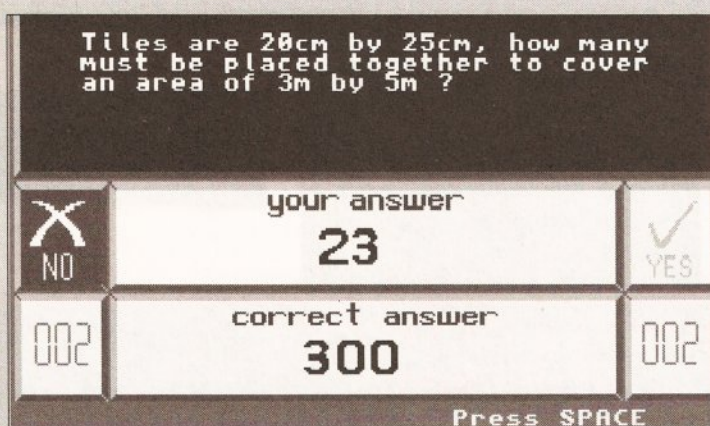 Tiles are 20cm by 25cm, how many
must be placed together to cover
an area of 3m by 5m ?
your answer
23
NO
YES
correct answer
300
002
002
Press SPACE